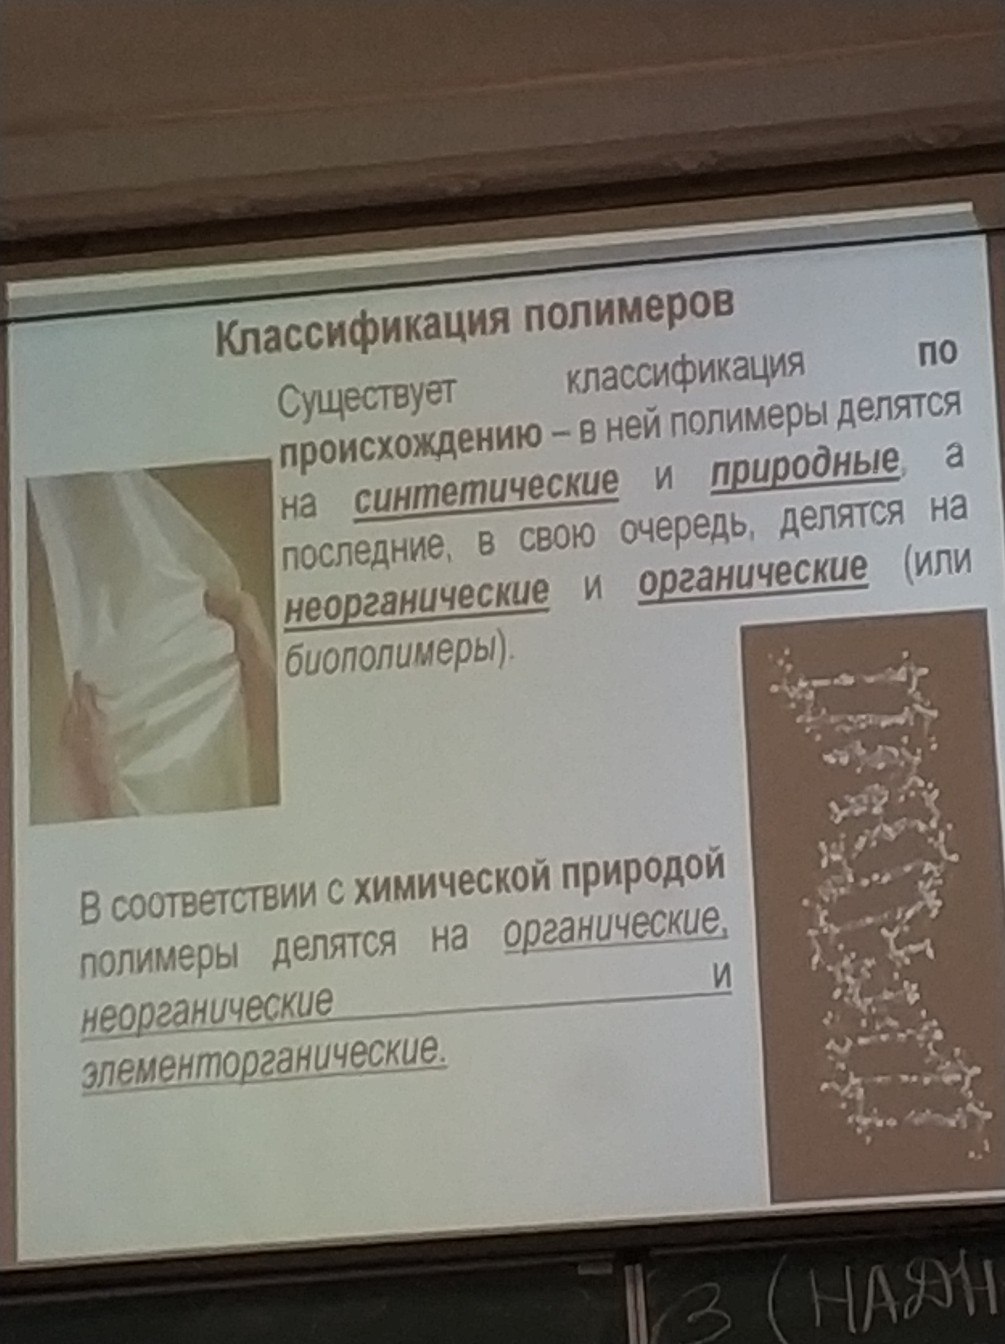 Классификация полимеров
Существует классификация по
происхождению – в ней полимеры делятся
на синтетические и природные, а
последние, в свою очередь, делятся на
неорганические и органические (или
биополимеры).
В соответствии с химической природой
полимеры делятся на органические,
неорганические и
элементорганические.
3 (НАДН